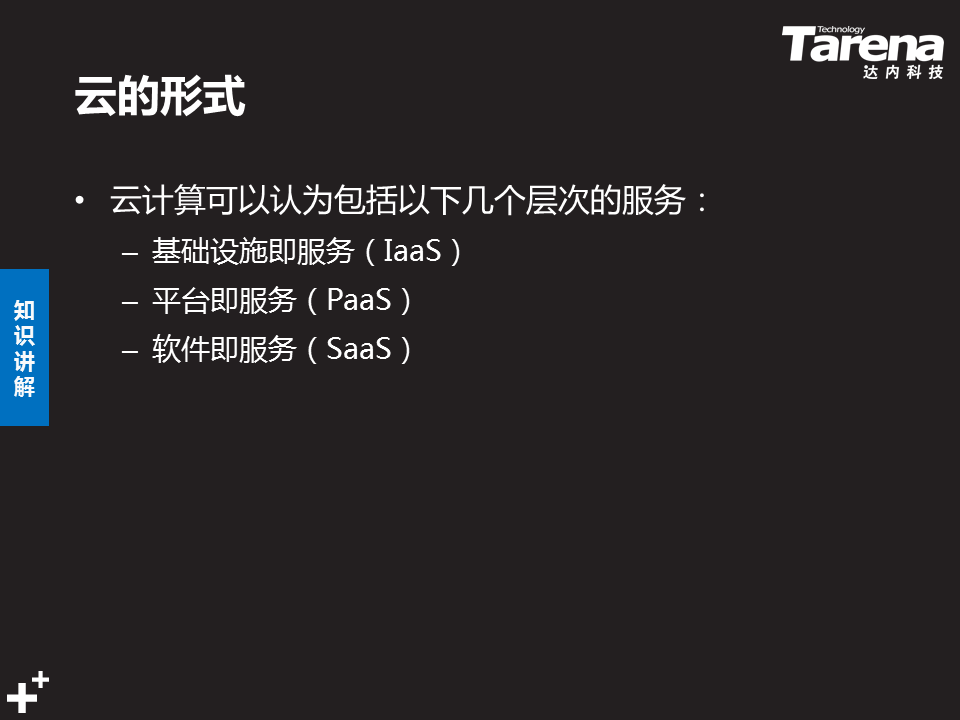 Technology
Tarena
达内科技
云的形式
• 云计算可以认为包括以下几个层次的服务：
– 基础设施即服务（IaaS）
– 平台即服务（PaaS）
– 软件即服务（SaaS）
知
识
讲
解